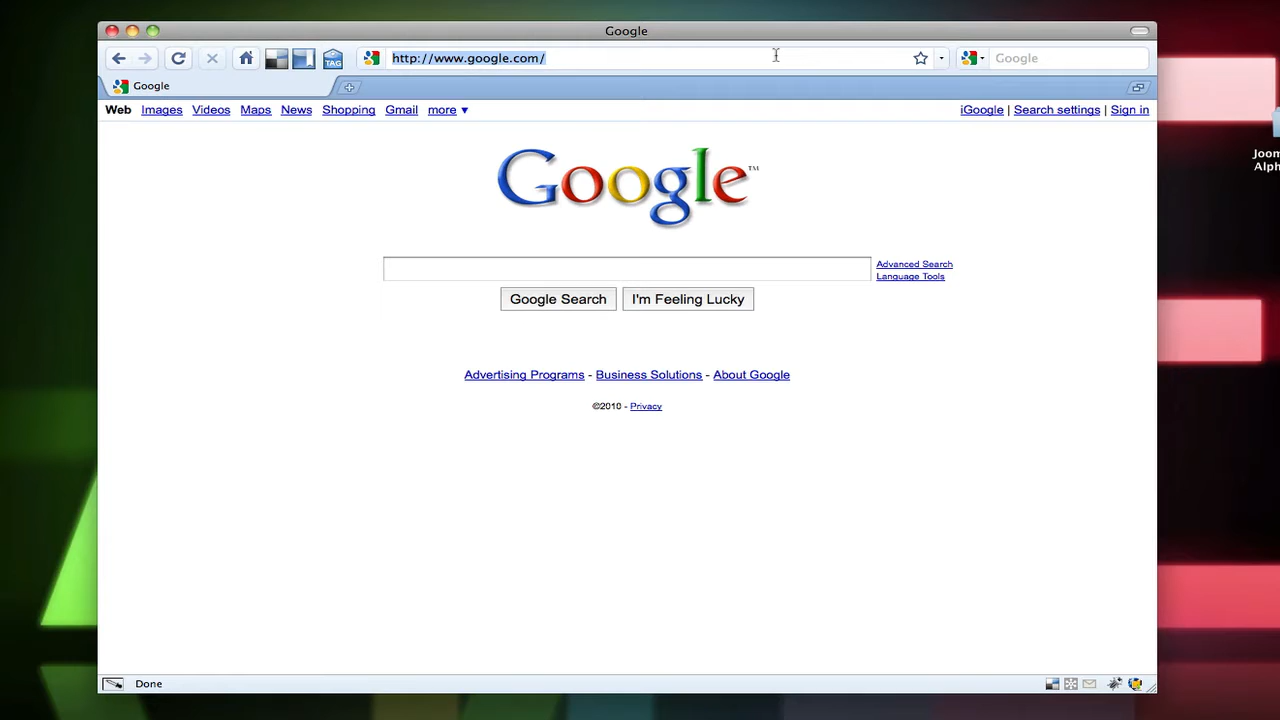 Google
TAG
http://www.google.com/
Google
Google
Web Images Videos Maps News Shopping Gmail more ▼
iGoogle | Search settings | Sign in
Google™
Advanced Search
Language Tools
Google Search
I'm Feeling Lucky
Advertising Programs - Business Solutions - About Google
©2010 - Privacy
Done
Joom
Alph